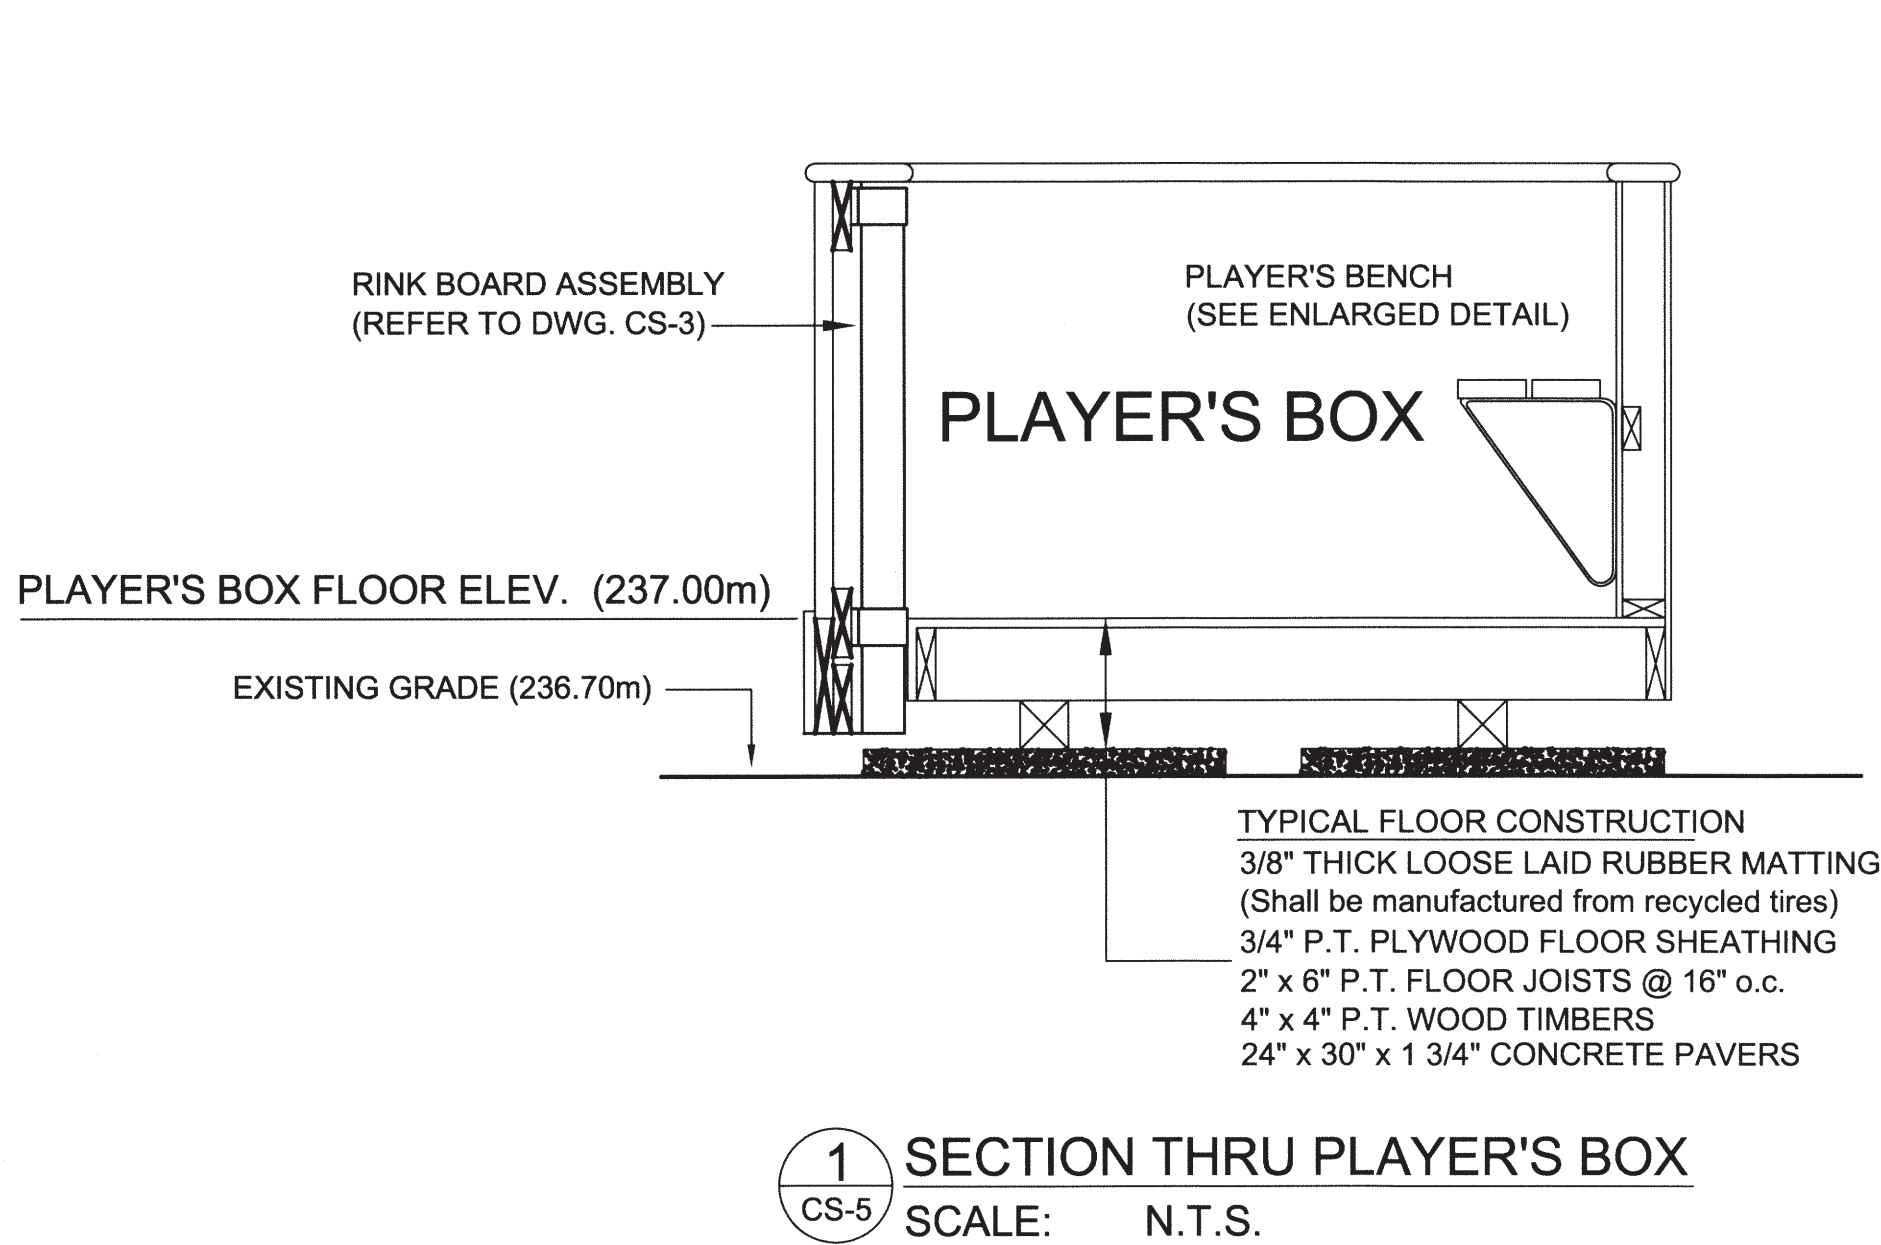 RINK BOARD ASSEMBLY
(REFER TO DWG. CS-3)
PLAYER'S BENCH
(SEE ENLARGED DETAIL)
PLAYER'S BOX
PLAYER'S BOX FLOOR ELEV. (237.00m)
EXISTING GRADE (236.70m)
TYPICAL FLOOR CONSTRUCTION
3/8" THICK LOOSE LAID RUBBER MATTING
(Shall be manufactured from recycled tires)
3/4" P.T. PLYWOOD FLOOR SHEATHING
2" x 6" P.T. FLOOR JOISTS @ 16" o.c.
4" x 4" P.T. WOOD TIMBERS
24" x 30" x 1 3/4" CONCRETE PAVERS
1
CS-5
SECTION THRU PLAYER'S BOX
SCALE: N.T.S.